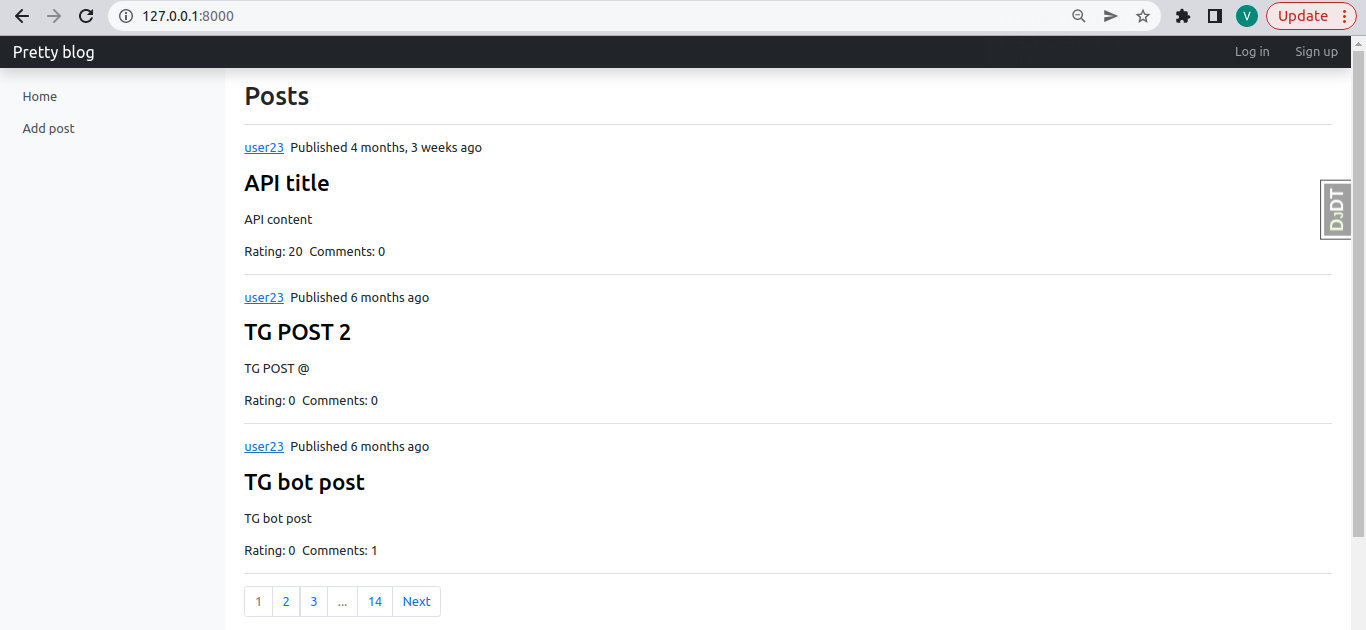 127.0.0.1:8000
V
Update
Pretty blog
Log in
Sign up
Home
Add post
Posts
user23 Published 4 months, 3 weeks ago
API title
API content
Rating: 20 Comments: 0
DJDT
user23 Published 6 months ago
TG POST 2
TG POST @
Rating: 0 Comments: 0
user23 Published 6 months ago
TG bot post
TG bot post
Rating: 0 Comments: 1
1 2 3 ... 14 Next